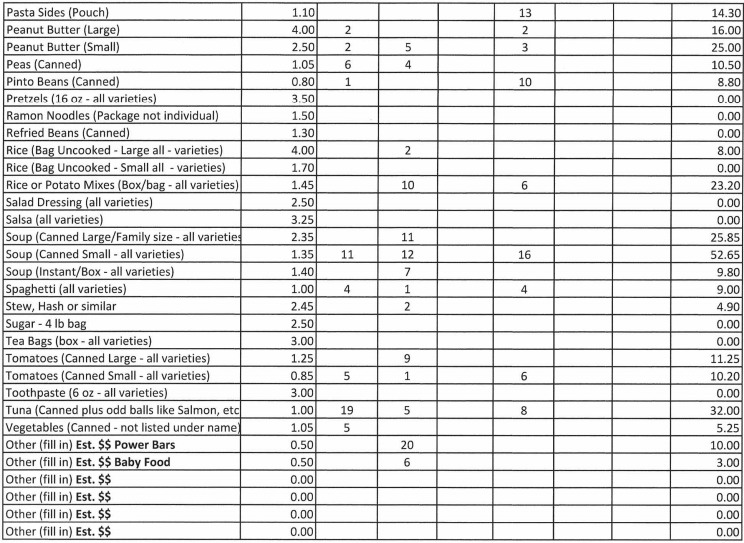 Pasta Sides (Pouch) 1.10 13 14.30
Peanut Butter (Large) 4.00 2 2 16.00
Peanut Butter (Small) 2.50 2 5 3 25.00
Peas (Canned) 1.05 6 4 10.50
Pinto Beans (Canned) 0.80 1 10 8.80
Pretzels (16 oz - all varieties) 3.50 0.00
Ramon Noodles (Package not individual) 1.50 0.00
Refried Beans (Canned) 1.30 0.00
Rice (Bag Uncooked - Large all - varieties) 4.00 2 8.00
Rice (Bag Uncooked - Small all - varieties) 1.70 0.00
Rice or Potato Mixes (Box/bag - all varieties) 1.45 10 6 23.20
Salad Dressing (all varieties) 2.50 0.00
Salsa (all varieties) 3.25 0.00
Soup (Canned Large/Family size - all varieties 2.35 11 25.85
Soup (Canned Small - all varieties) 1.35 11 12 16 52.65
Soup (Instant/Box - all varieties) 1.40 7 9.80
Spaghetti (all varieties) 1.00 4 1 4 9.00
Stew, Hash or similar 2.45 2 4.90
Sugar - 4 lb bag 2.50 0.00
Tea Bags (box - all varieties) 3.00 0.00
Tomatoes (Canned Large - all varieties) 1.25 9 11.25
Tomatoes (Canned Small - all varieties) 0.85 5 1 6 10.20
Toothpaste (6 oz - all varieties) 3.00 0.00
Tuna (Canned plus odd balls like Salmon, etc 1.00 19 5 8 32.00
Vegetables (Canned - not listed under name) 1.05 5 5.25
Other (fill in) Est. $$ Power Bars 0.50 20 10.00
Other (fill in) Est. $$ Baby Food 0.50 6 3.00
Other (fill in) Est. $$ 0.00 0.00
Other (fill in) Est. $$ 0.00 0.00
Other (fill in) Est. $$ 0.00 0.00
Other (fill in) Est. $$ 0.00 0.00